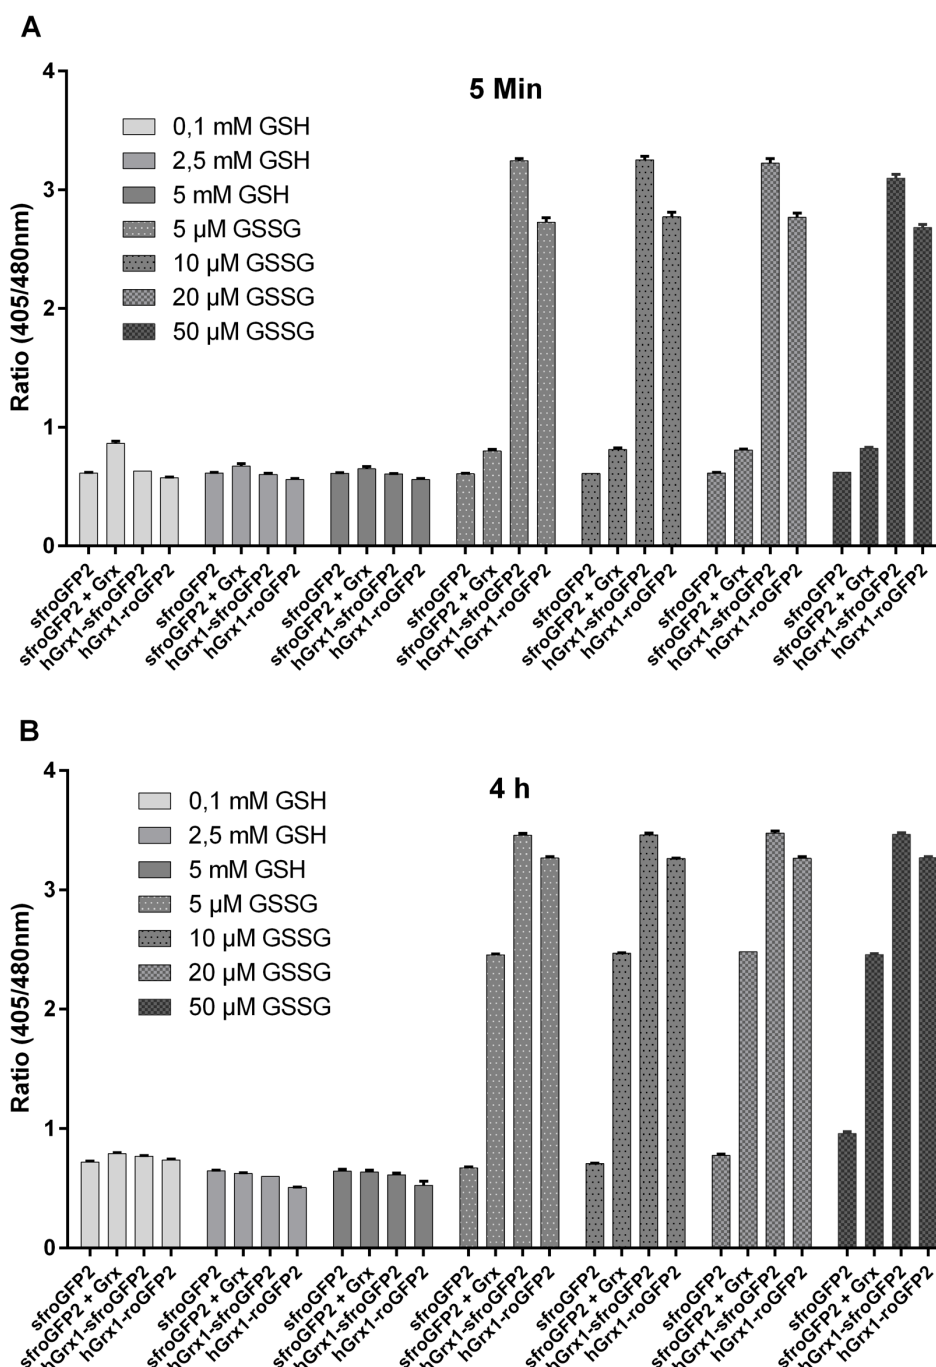 A
5 Min
4
3
2
1
0
Ratio (405/480nm)
0,1 mM GSH
2,5 mM GSH
5 mM GSH
5 µM GSSG
10 µM GSSG
20 µM GSSG
50 µM GSSG
sfroGFP2
sfroGFP2 + Grx
hGrx1-sfroGFP2
hGrx1-roGFP2
sfroGFP2
sfroGFP2 + Grx
hGrx1-sfroGFP2
hGrx1-roGFP2
sfroGFP2
sfroGFP2 + Grx
hGrx1-sfroGFP2
hGrx1-roGFP2
sfroGFP2
sfroGFP2 + Grx
hGrx1-sfroGFP2
hGrx1-roGFP2
sfroGFP2
sfroGFP2 + Grx
hGrx1-sfroGFP2
hGrx1-roGFP2
sfroGFP2
sfroGFP2 + Grx
hGrx1-sfroGFP2
hGrx1-roGFP2
sfroGFP2
sfroGFP2 + Grx
hGrx1-sfroGFP2
hGrx1-roGFP2
B
4 h
4
3
2
1
0
Ratio (405/480nm)
0,1 mM GSH
2,5 mM GSH
5 mM GSH
5 µM GSSG
10 µM GSSG
20 µM GSSG
50 µM GSSG
sfroGFP2
sfroGFP2 + Grx
hGrx1-sfroGFP2
hGrx1-roGFP2
sfroGFP2
sfroGFP2 + Grx
hGrx1-sfroGFP2
hGrx1-roGFP2
sfroGFP2
sfroGFP2 + Grx
hGrx1-sfroGFP2
hGrx1-roGFP2
sfroGFP2
sfroGFP2 + Grx
hGrx1-sfroGFP2
hGrx1-roGFP2
sfroGFP2
sfroGFP2 + Grx
hGrx1-sfroGFP2
hGrx1-roGFP2
sfroGFP2
sfroGFP2 + Grx
hGrx1-sfroGFP2
hGrx1-roGFP2
sfroGFP2
sfroGFP2 + Grx
hGrx1-sfroGFP2
hGrx1-roGFP2